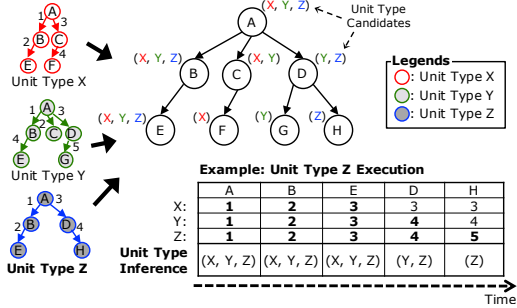 A
1 3
2 B C
4
E F
Unit Type X
A
1 3
2
B C D
4 5
E G
Unit Type Y
A
1 3
2 B D
4
E H
Unit Type Z
(X, Y, Z)
A
Unit Type
Candidates
(X, Y, Z)
B
(X, Y)
C
(Y, Z)
D
(X, Y, Z)
E
(X)
F
(Y)
G
(Z)
H
Legends
: Unit Type X
: Unit Type Y
: Unit Type Z
Example: Unit Type Z Execution
A B E D H
X: 1 2 3 3 3
Y: 1 2 3 4 4
Z: 1 2 3 4 5
Unit Type
Inference
(X, Y, Z) (X, Y, Z) (X, Y, Z) (Y, Z) (Z)
Time